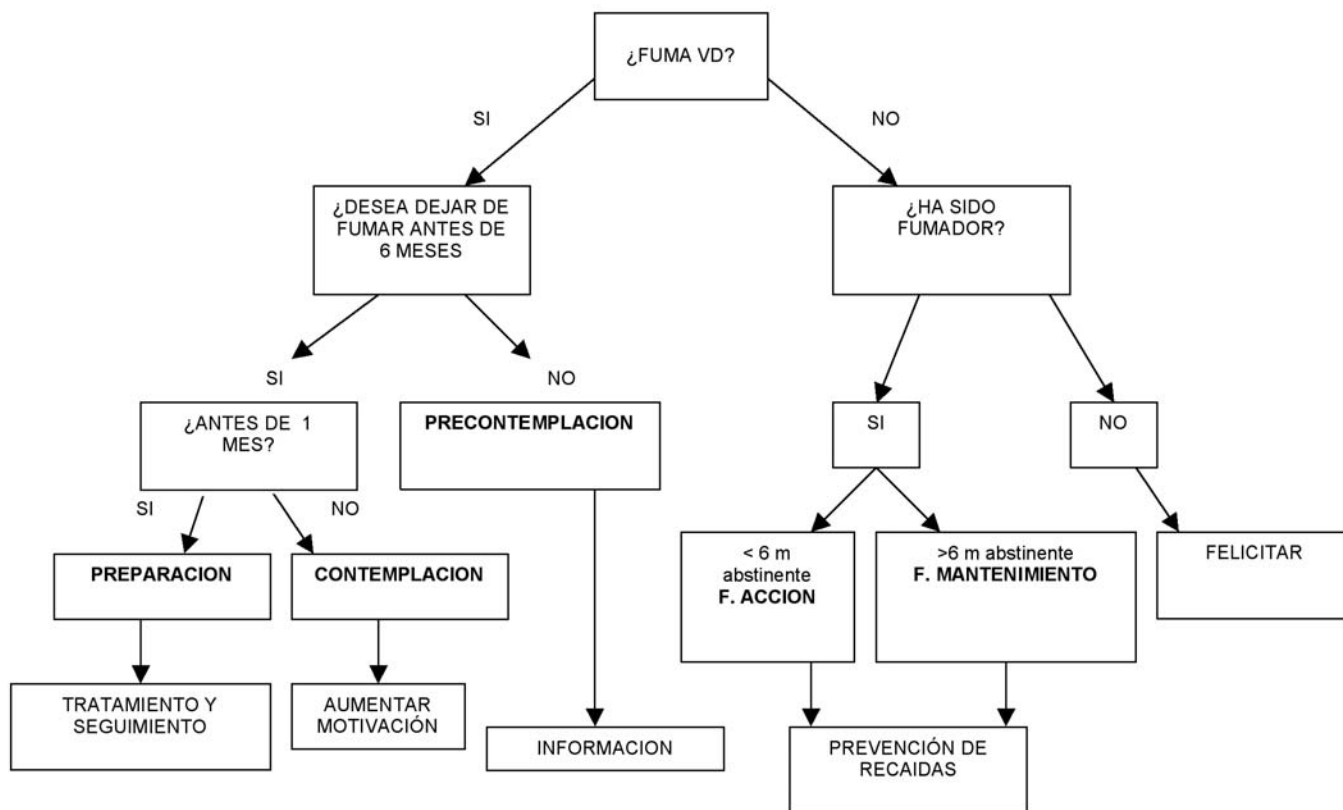 ¿FUMA VD?
SI
NO
¿DESEA DEJAR DE
FUMAR ANTES DE
6 MESES
¿HA SIDO
FUMADOR?
SI
NO
¿ANTES DE 1
MES?
PRECONTEMPLACION
SI
NO
SI
NO
PREPARACION
CONTEMPLACION
< 6 m
abstinente
F. ACCION
>6 m abstinente
F. MANTENIMIENTO
FELICITAR
TRATAMIENTO Y
SEGUIMIENTO
AUMENTAR
MOTIVACIÓN
INFORMACION
PREVENCIÓN DE
RECAIDAS